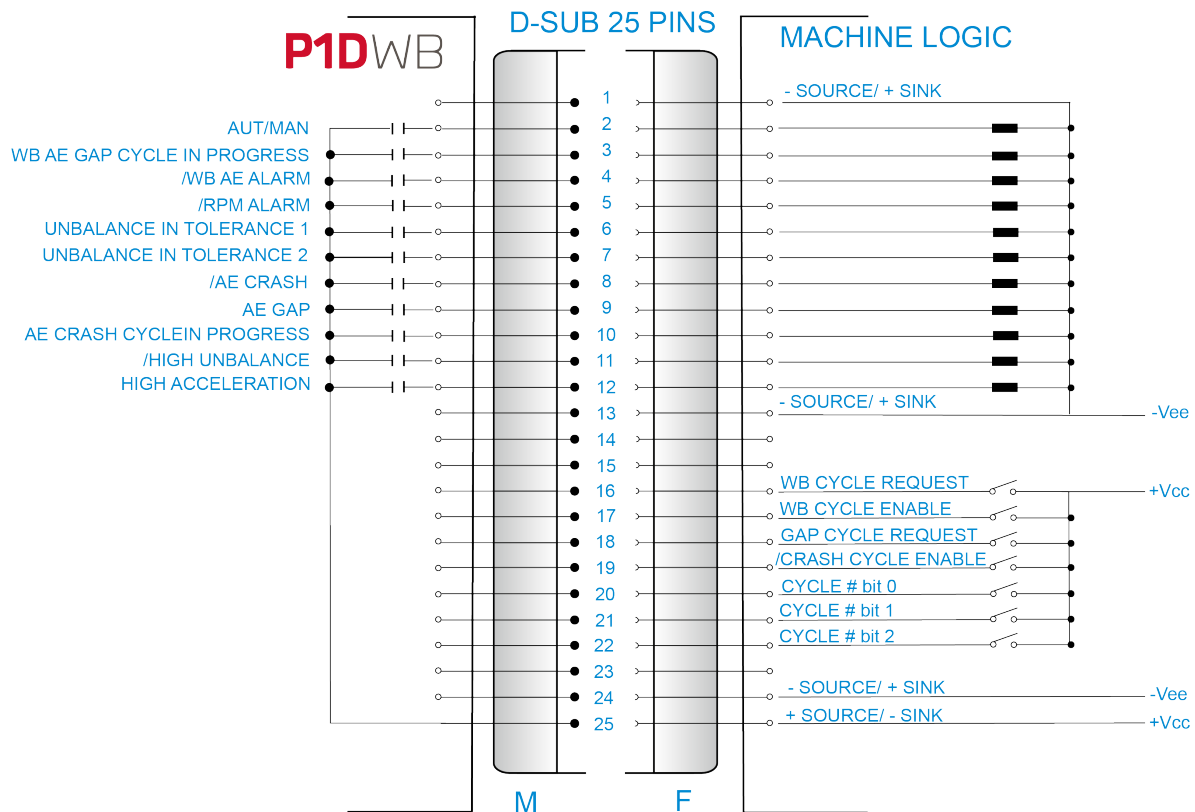 D-SUB 25 PINS
P1DWB
MACHINE LOGIC
1
- SOURCE/ + SINK
AUT/MAN
2
WB AE GAP CYCLE IN PROGRESS
3
/WB AE ALARM
4
/RPM ALARM
5
UNBALANCE IN TOLERANCE 1
6
UNBALANCE IN TOLERANCE 2
7
/AE CRASH
8
AE GAP
9
AE CRASH CYCLEIN PROGRESS
10
/HIGH UNBALANCE
11
HIGH ACCELERATION
12
13
- SOURCE/ + SINK
-Vee
14
15
16
WB CYCLE REQUEST
+Vcc
17
WB CYCLE ENABLE
18
GAP CYCLE REQUEST
19
/CRASH CYCLE ENABLE
20
CYCLE # bit 0
21
CYCLE # bit 1
22
CYCLE # bit 2
23
24
- SOURCE/ + SINK
-Vee
25
+ SOURCE/ - SINK
+Vcc
M
F